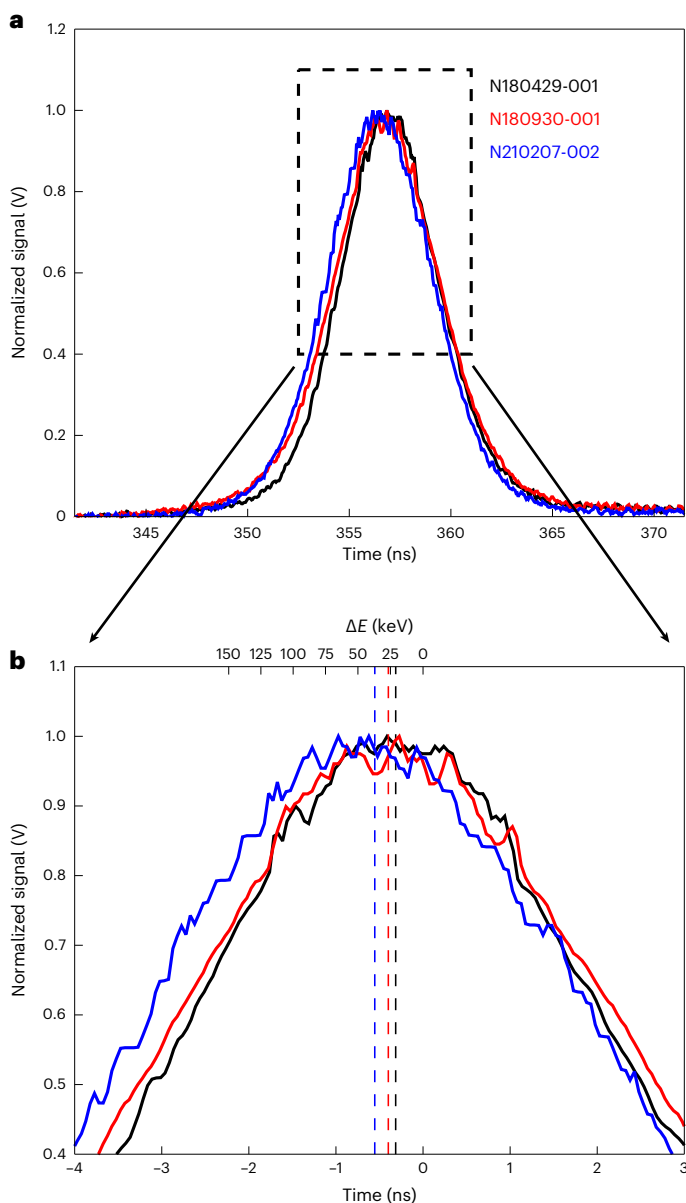 a
1.2
1.0
0.8
0.6
0.4
0.2
0
Normalized signal (V)
N180429-001
N180930-001
N210207-002
345 350 355 360 365 370
Time (ns)
ΔE (keV)
b
150 125 100 75 50 25 0
1.1
1.0
0.9
0.8
0.7
0.6
0.5
0.4
Normalized signal (V)
–4 –3 –2 –1 0 1 2 3
Time (ns)